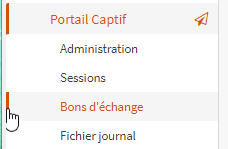 Portail Captif
Administration
Sessions
Bons d'échange
Fichier journal